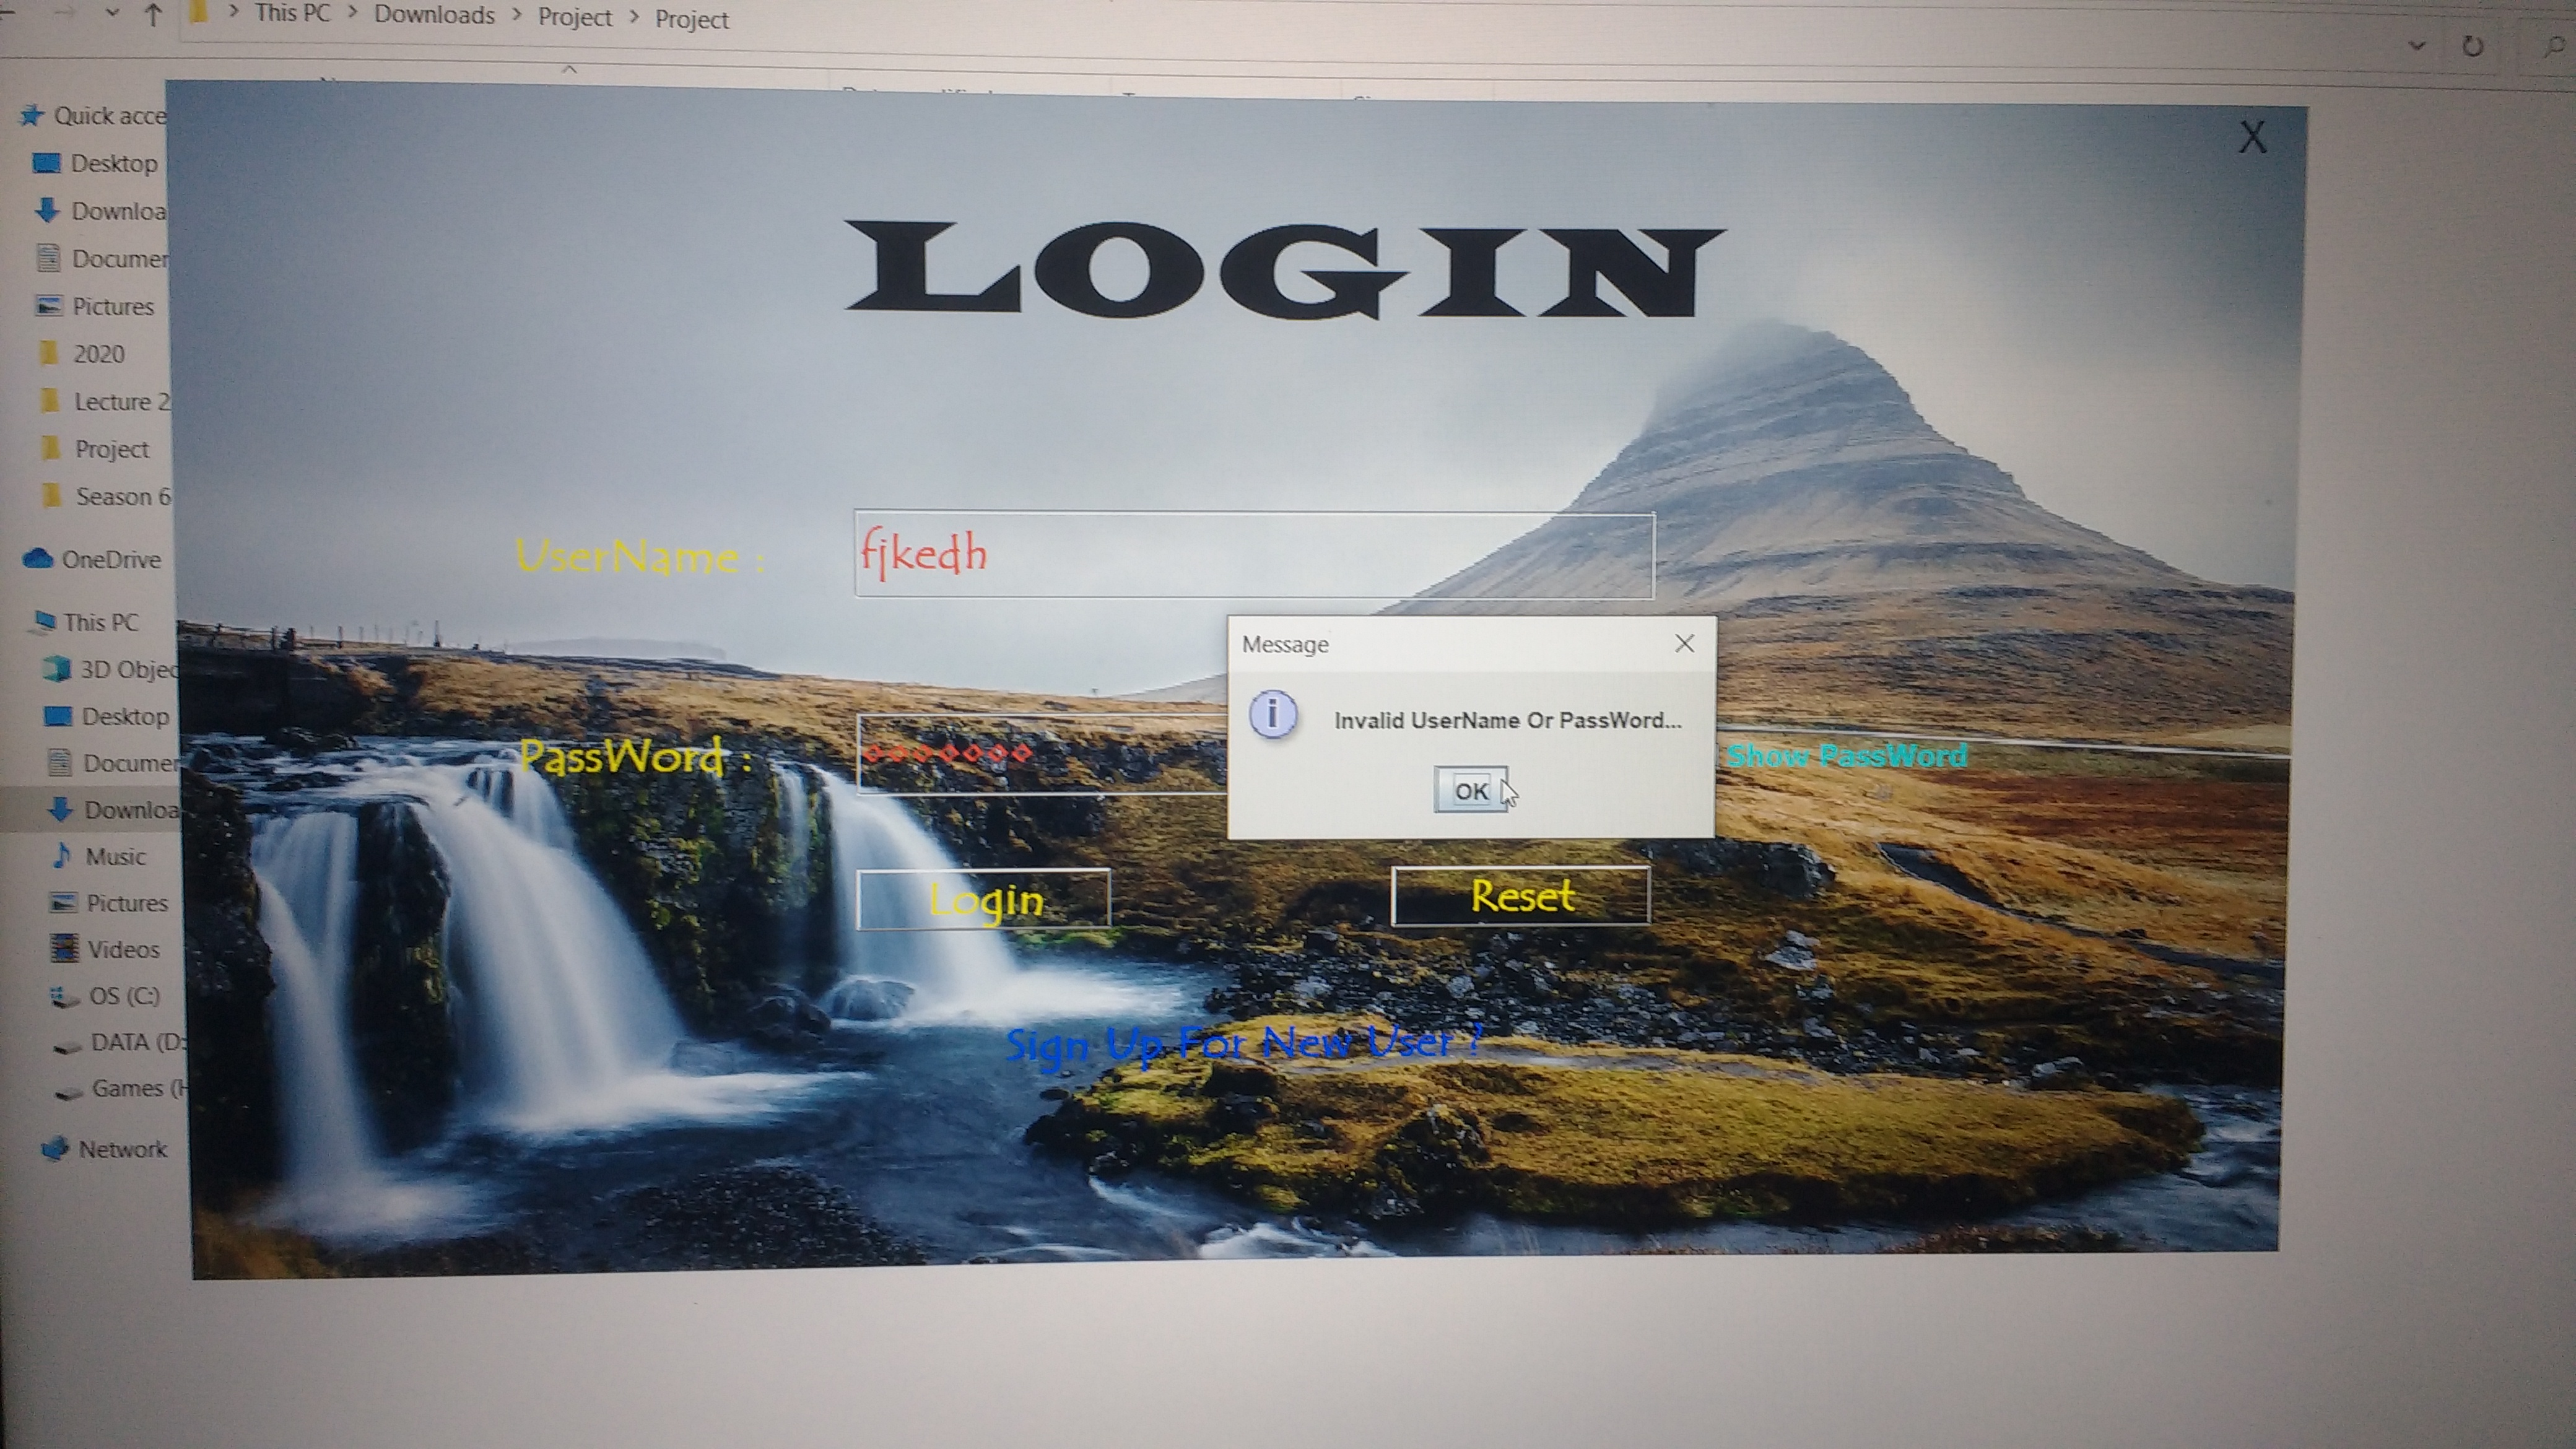 This PC > Downloads > Project > Project
Quick acce
Desktop
Downloa
Documen
Pictures
2020
Lecture 2
Project
Season 6
OneDrive
This PC
3D Objec
Desktop
Documen
Downloa
Music
Pictures
Videos
OS (C:)
DATA (D:
Games (H
Network
X
LOGIN
UserName :
fjkedh
Message
Invalid UserName Or PassWord...
OK
PassWord :
Show PassWord
Login
Reset
Sign Up For New User ?